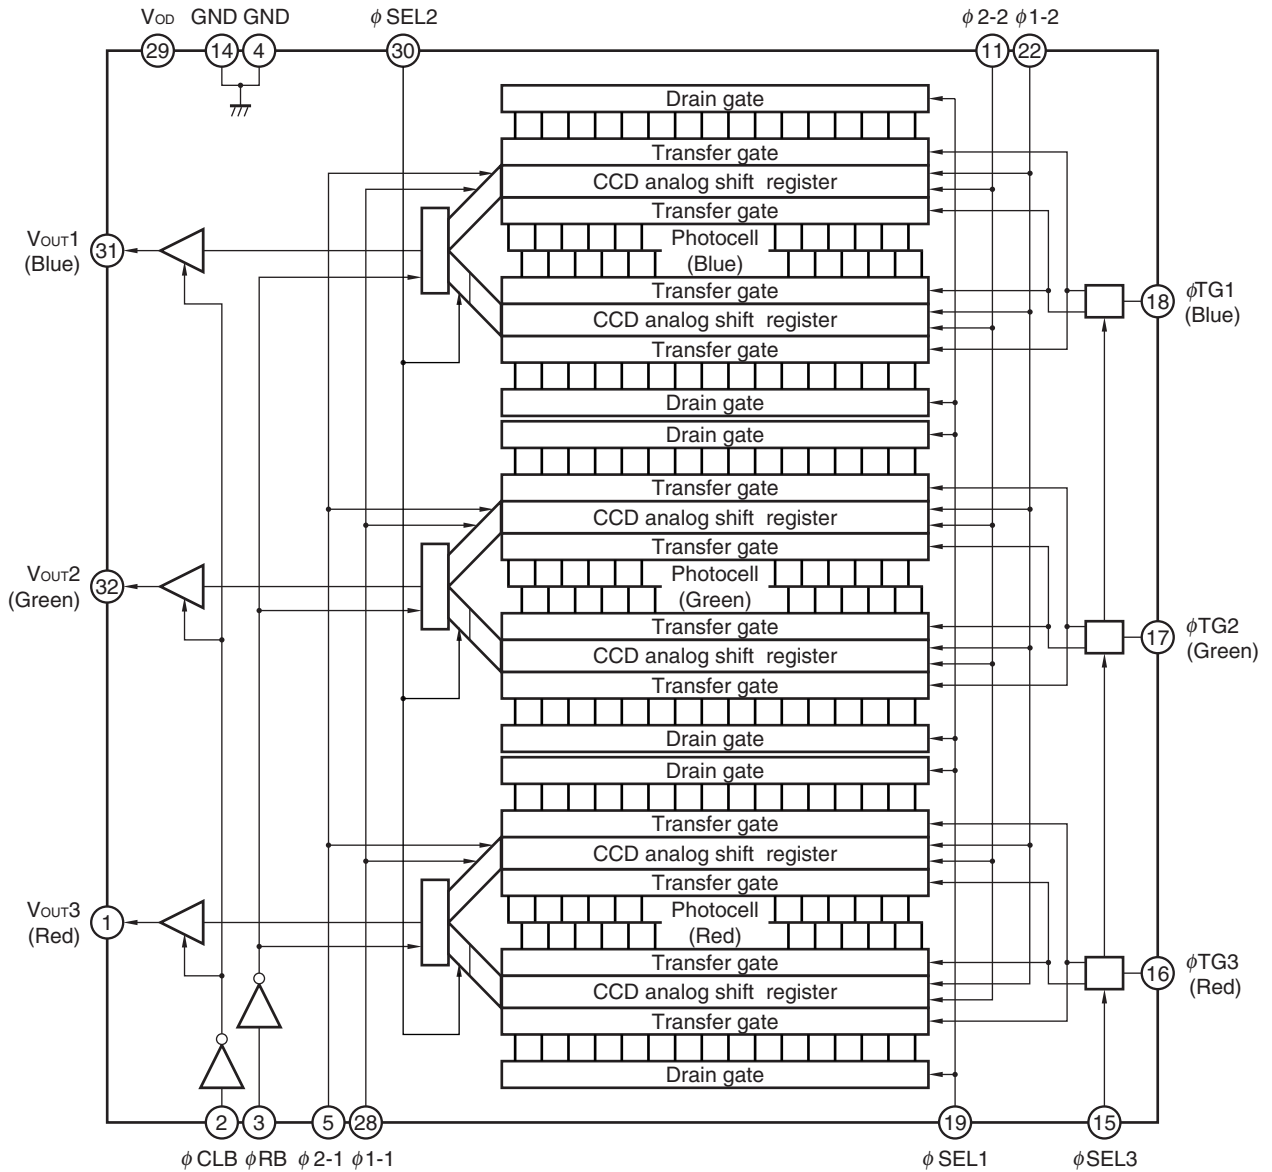 VOD GND GND φSEL2 φ2-2 φ1-2
29 14 4 30 11 22
Drain gate
Transfer gate
CCD analog shift register
Transfer gate
VOUT1
(Blue)
31
Photocell
(Blue)
Transfer gate
CCD analog shift register
Transfer gate
18
φTG1
(Blue)
Drain gate
Drain gate
Transfer gate
CCD analog shift register
Transfer gate
VOUT2
(Green)
32
Photocell
(Green)
Transfer gate
CCD analog shift register
Transfer gate
17
φTG2
(Green)
Drain gate
Drain gate
Transfer gate
CCD analog shift register
Transfer gate
VOUT3
(Red)
1
Photocell
(Red)
Transfer gate
CCD analog shift register
Transfer gate
16
φTG3
(Red)
Drain gate
2 3 5 28 19 15
φCLB φRB φ2-1 φ1-1 φSEL1 φSEL3